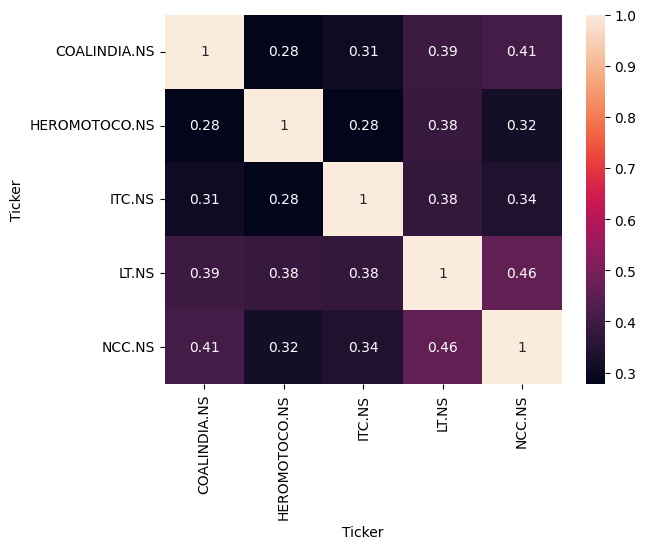 COALINDIA.NS 1 0.28 0.31 0.39 0.41
HEROMOTOCO.NS 0.28 1 0.28 0.38 0.32
ITC.NS 0.31 0.28 1 0.38 0.34
LT.NS 0.39 0.38 0.38 1 0.46
NCC.NS 0.41 0.32 0.34 0.46 1
Ticker
COALINDIA.NS
HEROMOTOCO.NS
ITC.NS
LT.NS
NCC.NS
Ticker
1.0
0.9
0.8
0.7
0.6
0.5
0.4
0.3